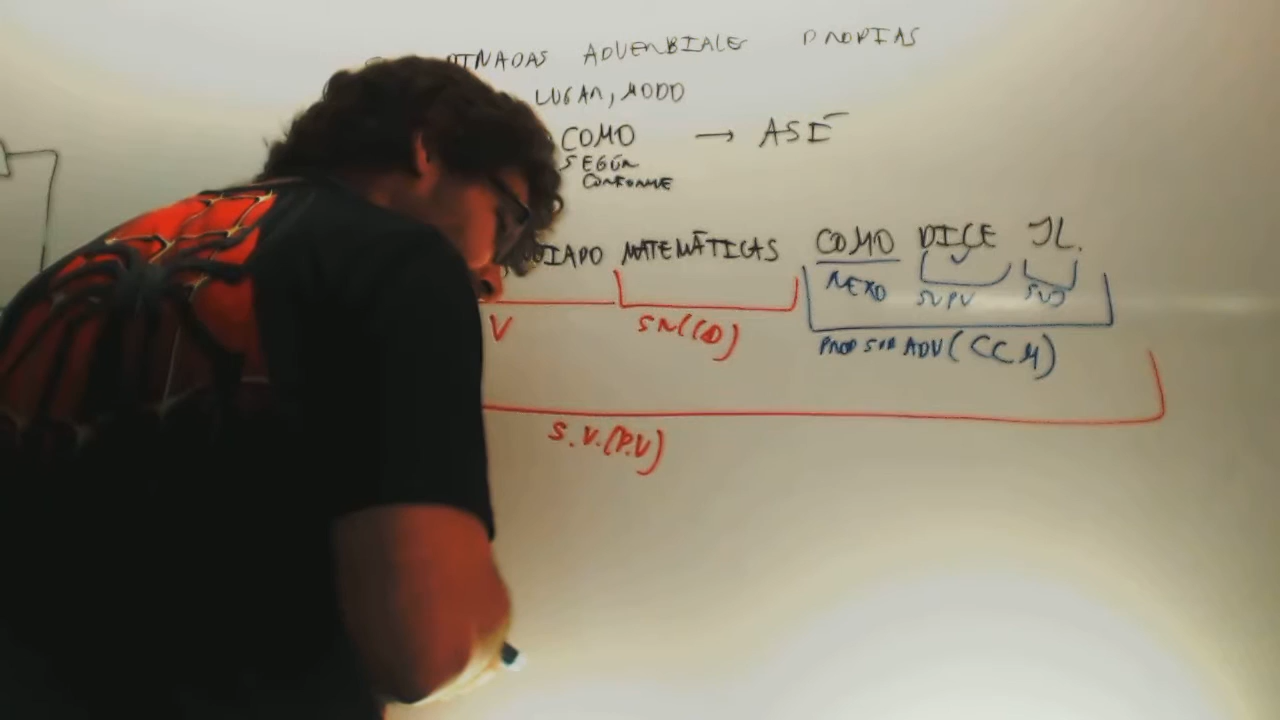 ADVERBIALES PROPIAS
LUGAR, MODO
COMO → ASÍ
SEGÚN
CONFORME
MATEMÁTICAS COMO DICE JL.
NEXO SV PV SUJ
V SN (CD) PROP SUB ADV (CCM)
S.V. (P.V)